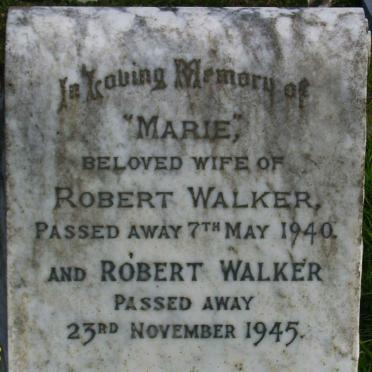 In Loving Memory of
"MARIE,"
BELOVED WIFE OF
ROBERT WALKER,
PASSED AWAY 7TH MAY 1940.
AND ROBERT WALKER
PASSED AWAY
23RD NOVEMBER 1945.